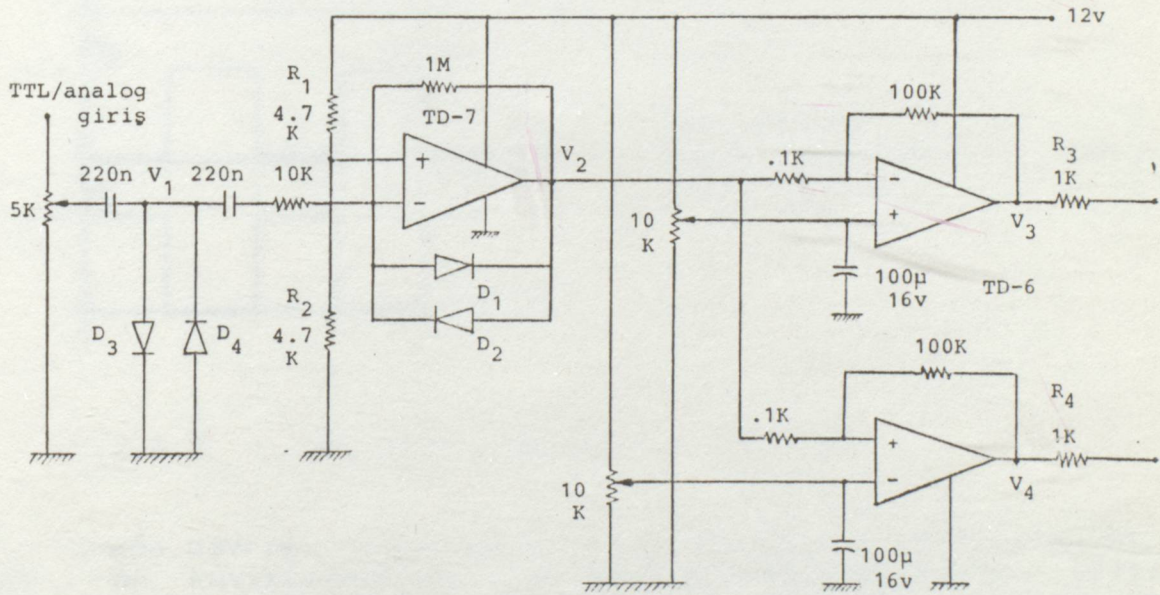 12v
TTL/analog
giris
5K
220n
V1
220n
10K
R1
4.7
K
R2
4.7
K
D3
D4
1M
TD-7
+
-
D1
D2
V2
10
K
10
K
.1K
100K
-
+
V3
R3
1K
100µ
16v
TD-6
.1K
100K
+
-
V4
R4
1K
100µ
16v